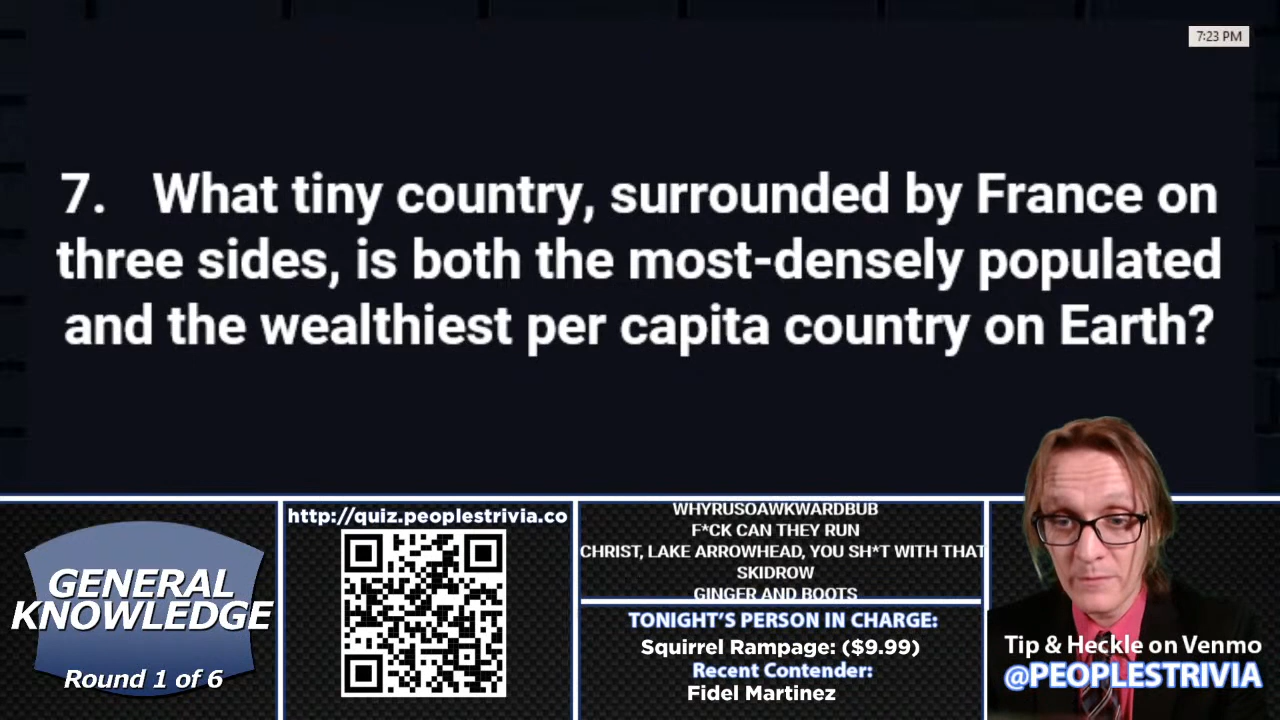 7:23 PM
7. What tiny country, surrounded by France on
three sides, is both the most-densely populated
and the wealthiest per capita country on Earth?
GENERAL
KNOWLEDGE
Round 1 of 6
http://quiz.peoplestrivia.co
WHYRUSOAWKWARDBUB
F*CK CAN THEY RUN
CHRIST, LAKE ARROWHEAD, YOU SH*T WITH THAT
SKIDROW
GINGER AND BOOTS
TONIGHT'S PERSON IN CHARGE:
Squirrel Rampage: ($9.99)
Recent Contender:
Fidel Martinez
Tip & Heckle on Venmo
@PEOPLESTRIVIA